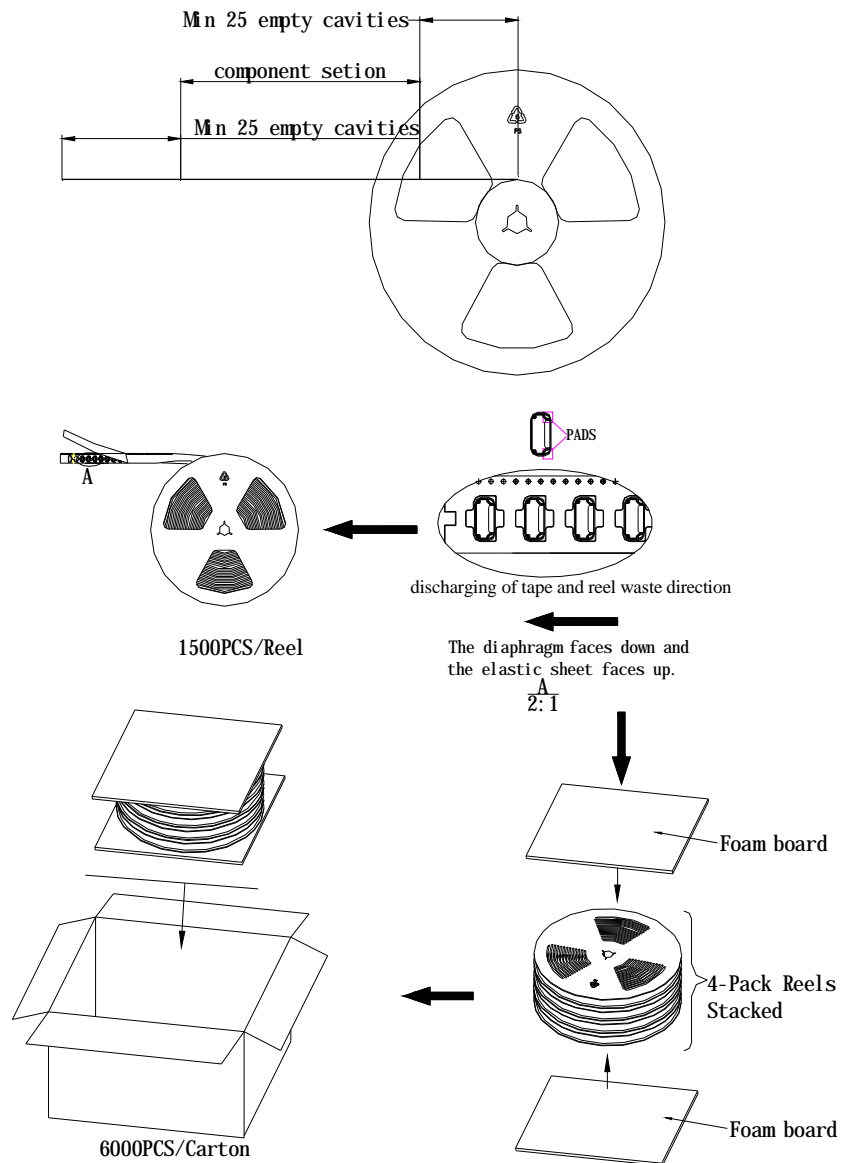 Min 25 empty cavities
component setion
Min 25 empty cavities
PS
PADS
A
discharging of tape and reel waste direction
1500PCS/Reel
The diaphragm faces down and
the elastic sheet faces up.
A
2:1
Foam board
4-Pack Reels
Stacked
Foam board
6000PCS/Carton